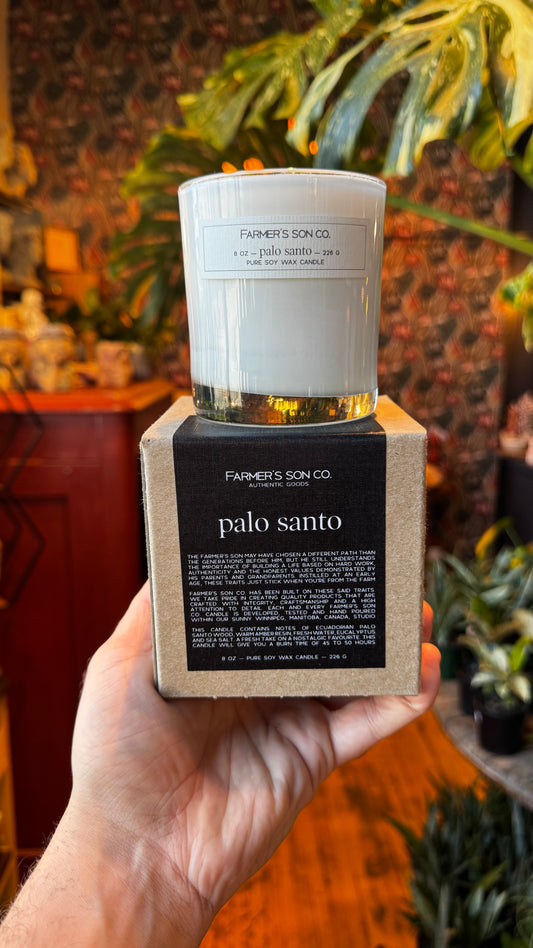 FARMER'S SON CO.
8 OZ — palo santo — 226 G
PURE SOY WAX CANDLE
FARMER'S SON CO.
AUTHENTIC GOODS
palo santo
THE FARMER'S SON MAY HAVE CHOSEN A DIFFERENT PATH THAN
THE GENERATIONS BEFORE HIM, BUT HE STILL UNDERSTANDS
THE IMPORTANCE OF BUILDING A LIFE BASED ON HARD WORK,
AUTHENTICITY AND THE HONEST VALUES DEMONSTRATED BY
HIS PARENTS AND GRANDPARENTS. INSTILLED AT AN EARLY
AGE, THESE TRAITS JUST STICK WHEN YOU'RE FROM THE FARM
FARMER'S SON CO. HAS BEEN BUILT ON THESE SAID TRAITS.
WE TAKE PRIDE IN CREATING QUALITY PRODUCTS THAT ARE
CRAFTED WITH INTEGRITY, CRAFTSMANSHIP AND A HIGH
ATTENTION TO DETAIL. EACH AND EVERY FARMER'S SON
CO. CANDLE IS DEVELOPED, TESTED AND HAND POURED
WITHIN OUR SUNNY WINNIPEG, MANITOBA, CANADA, STUDIO
THIS CANDLE CONTAINS NOTES OF ECUADORIAN PALO
SANTO WOOD, WARM AMBER RESIN, FRESH WATER, EUCALYPTUS
AND SEA SALT. A FRESH TAKE ON A NOSTALGIC FAVOURITE. THIS
CANDLE WILL GIVE YOU A BURN TIME OF 45 TO 50 HOURS
8 OZ — PURE SOY WAX CANDLE — 226 G